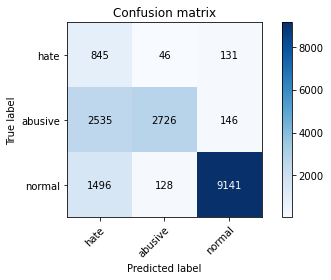 Confusion matrix
hate 845 46 131
abusive 2535 2726 146
normal 1496 128 9141
hate abusive normal
True label
Predicted label
8000
6000
4000
2000